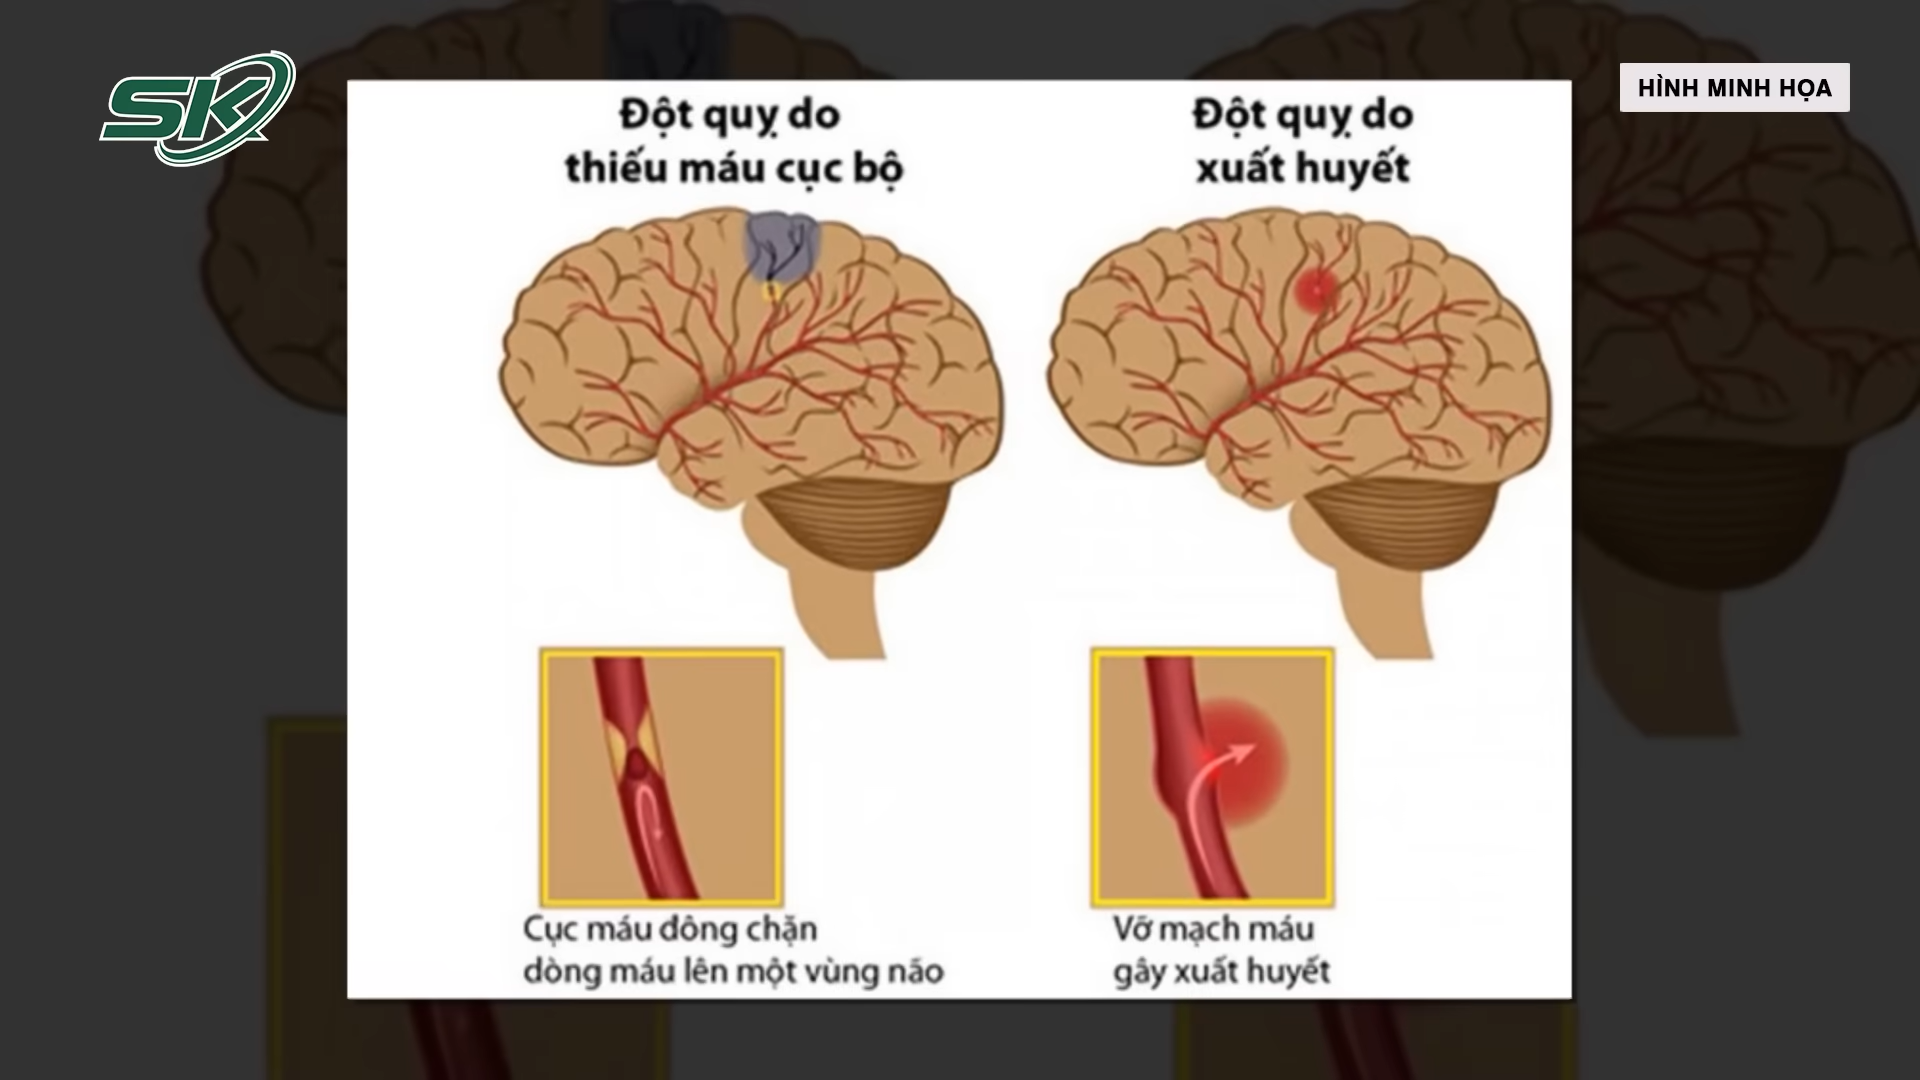 SK
HÌNH MINH HỌA
Đột quỵ do
thiếu máu cục bộ
Đột quỵ do
xuất huyết
Cục máu đông chặn
dòng máu lên một vùng não
Vỡ mạch máu
gây xuất huyết